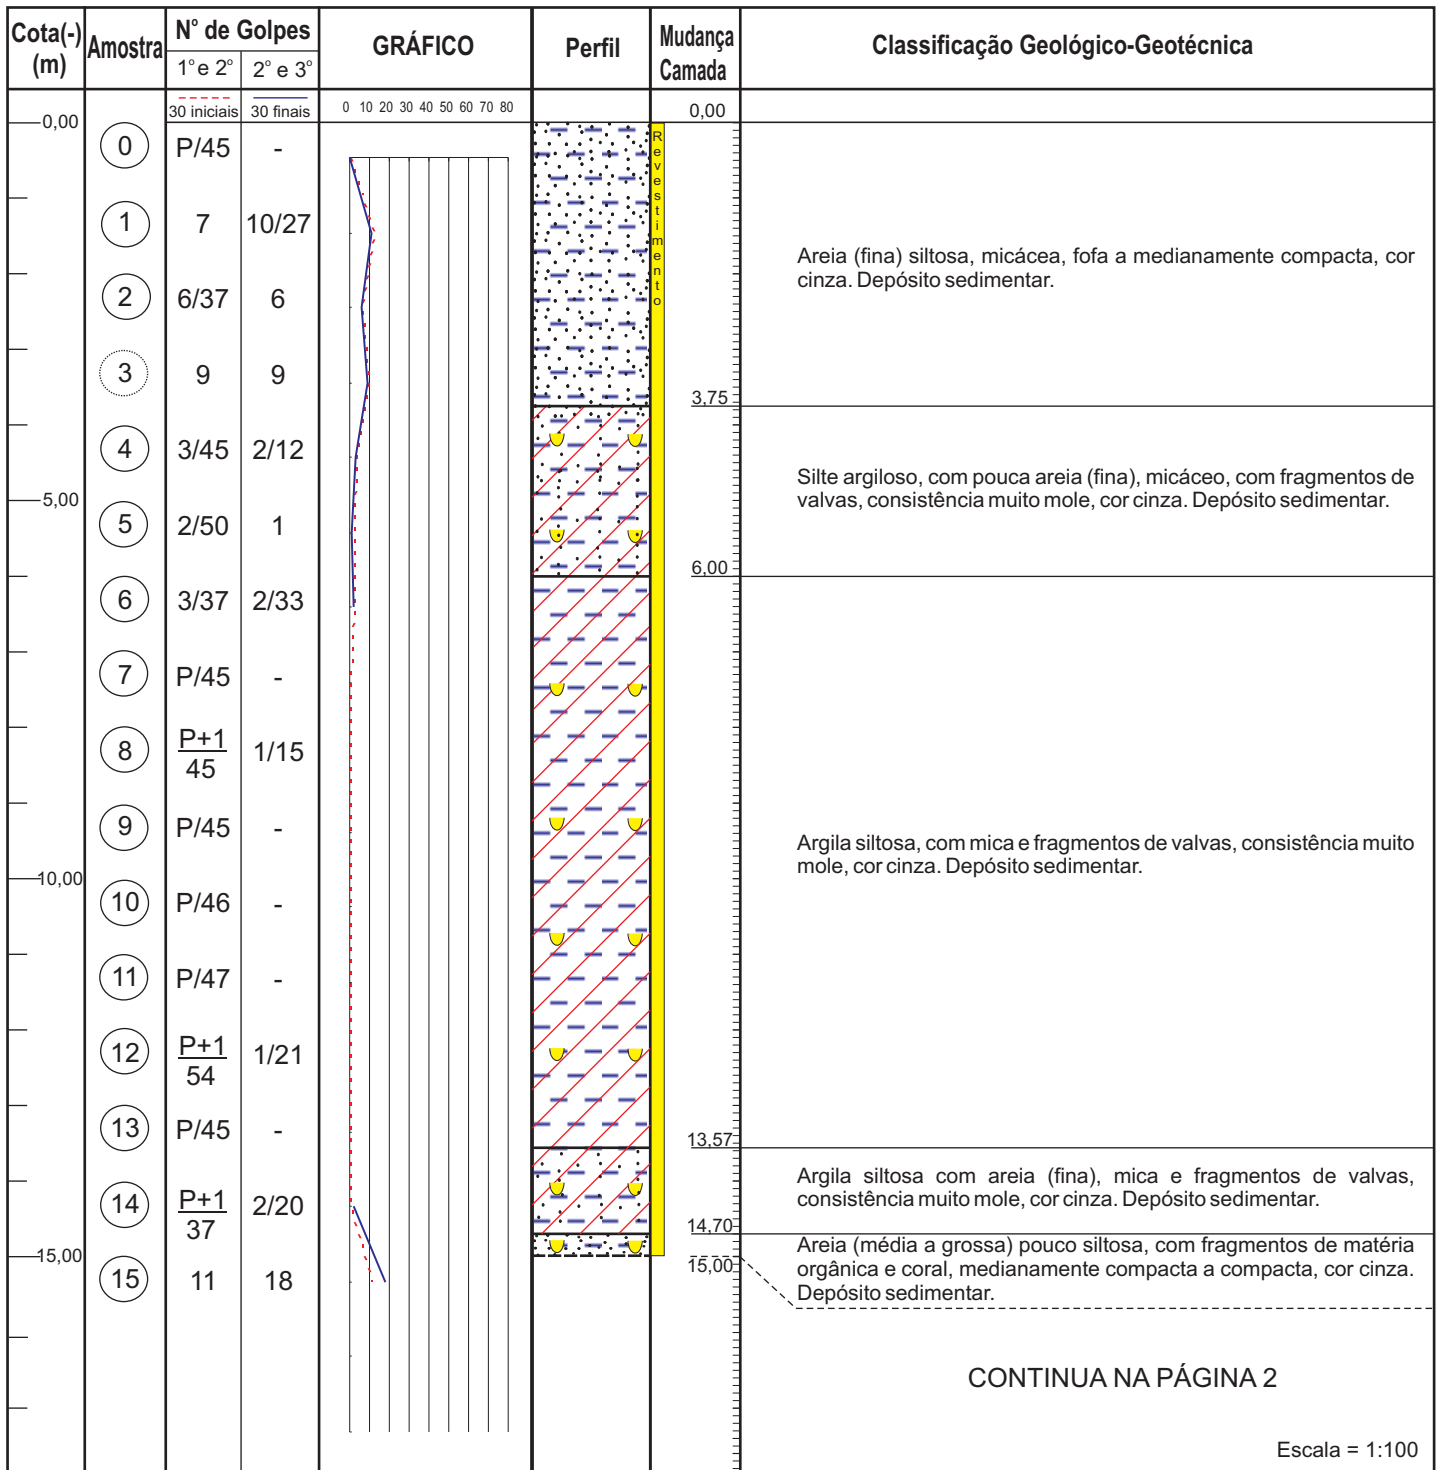 Cota(-) (m) Amostra N° de Golpes GRÁFICO Perfil Mudança Camada Classificação Geológico-Geotécnica
1° e 2° 2° e 3°
30 iniciais 30 finais 0 10 20 30 40 50 60 70 80 0,00
0,00
Revestimento
0 P/45 -
1 7 10/27
Areia (fina) siltosa, micácea, fofa a medianamente compacta, cor
cinza. Depósito sedimentar.
2 6/37 6
3 9 9
3,75
4 3/45 2/12
Silte argiloso, com pouca areia (fina), micáceo, com fragmentos de
valvas, consistência muito mole, cor cinza. Depósito sedimentar.
5,00
5 2/50 1
6,00
6 3/37 2/33
7 P/45 -
8 P+1/45 1/15
9 P/45 -
Argila siltosa, com mica e fragmentos de valvas, consistência muito
mole, cor cinza. Depósito sedimentar.
10,00
10 P/46 -
11 P/47 -
12 P+1/54 1/21
13 P/45 -
13,57
Argila siltosa com areia (fina), mica e fragmentos de valvas,
consistência muito mole, cor cinza. Depósito sedimentar.
14 P+1/37 2/20
14,70
Areia (média a grossa) pouco siltosa, com fragmentos de matéria
orgânica e coral, medianamente compacta a compacta, cor cinza.
Depósito sedimentar.
15,00
15,00
15 11 18
CONTINUA NA PÁGINA 2
Escala = 1:100